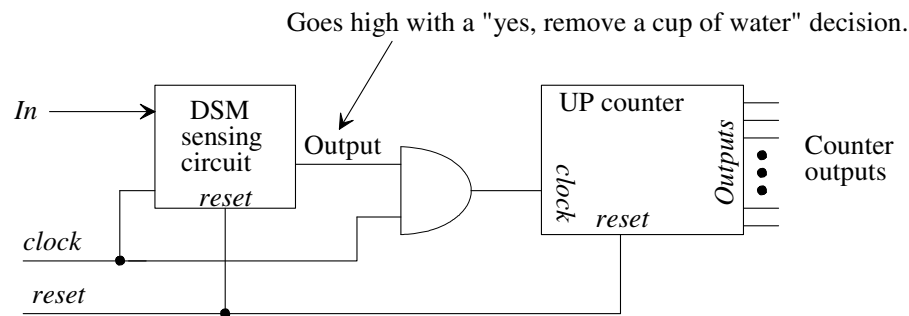 Goes high with a "yes, remove a cup of water" decision.
In
DSM
sensing
circuit
reset
Output
UP counter
clock
reset
Outputs
Counter
outputs
clock
reset